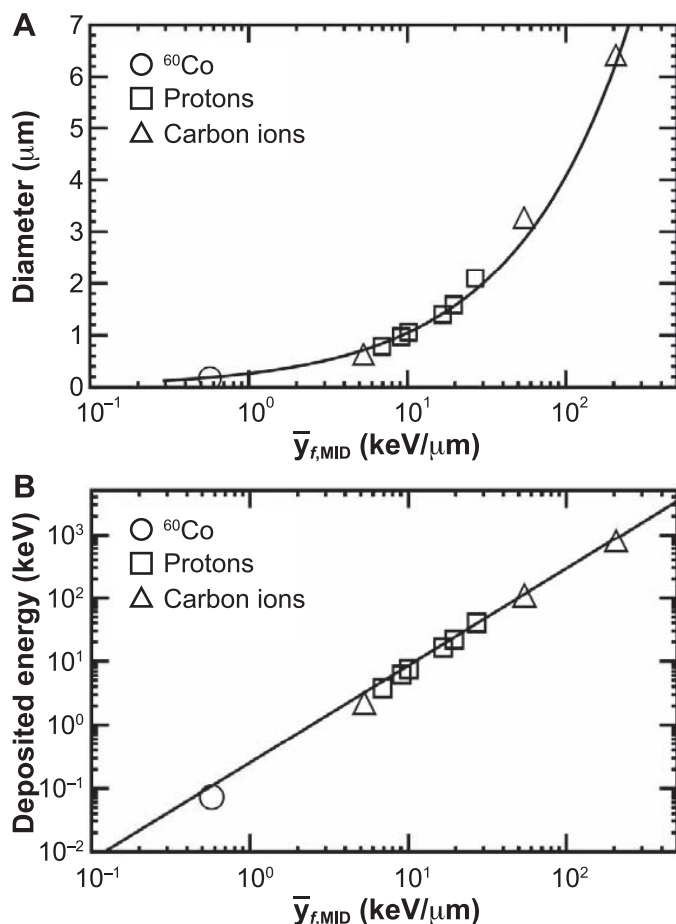 A
7
6
5
4
3
2
1
0
Diameter (μm)
⁶⁰Co
Protons
Carbon ions
10⁻¹ 10⁰ 10¹ 10²
ȳf,MID (keV/μm)
B
10³
10²
10¹
10⁰
10⁻¹
10⁻²
Deposited energy (keV)
⁶⁰Co
Protons
Carbon ions
10⁻¹ 10⁰ 10¹ 10²
ȳf,MID (keV/μm)